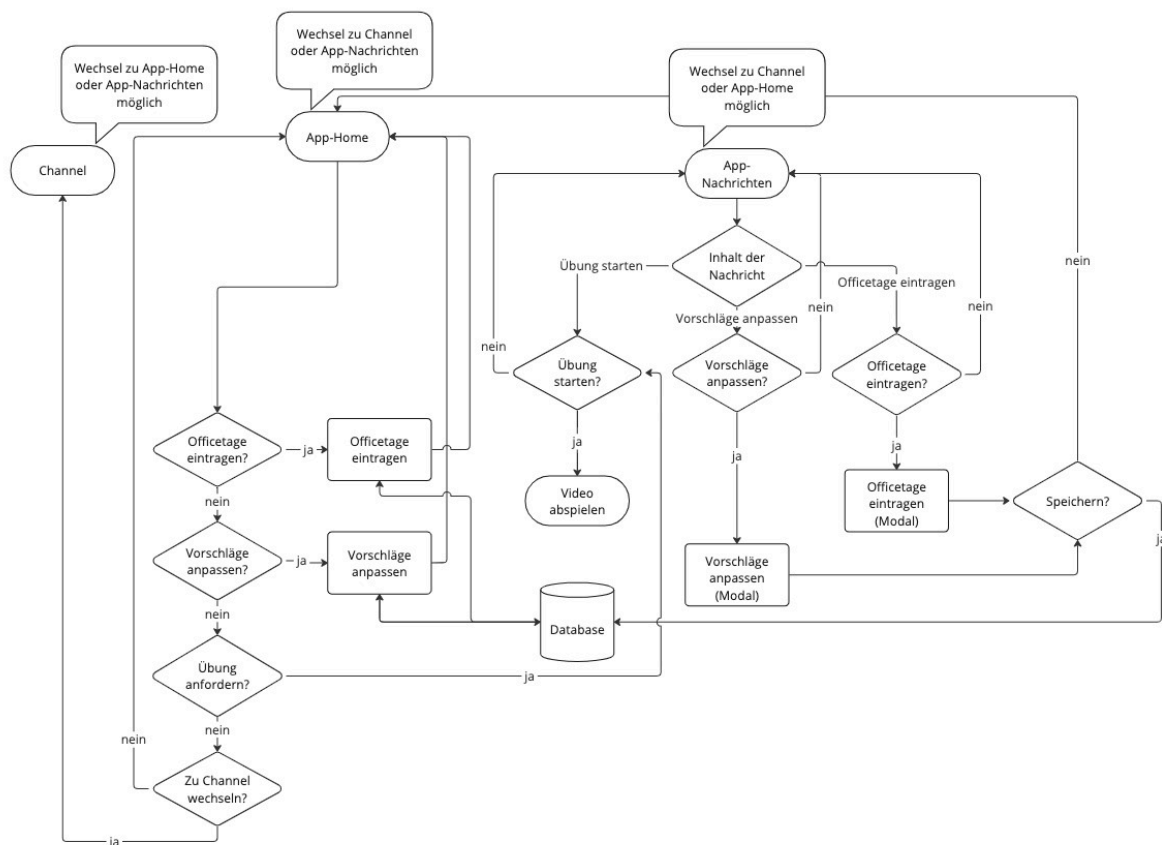 Wechsel zu App-Home
oder App-Nachrichten
möglich
Wechsel zu Channel
oder App-Nachrichten
möglich
Wechsel zu Channel
oder App-Home
möglich
Channel
App-Home
App-
Nachrichten
Inhalt der
Nachricht
Übung starten
Vorschläge anpassen
Officetage eintragen
nein
nein
nein
nein
Übung
starten?
Vorschläge
anpassen?
Officetage
eintragen?
ja
ja
ja
Video
abspielen
Vorschläge
anpassen
(Modal)
Officetage
eintragen
(Modal)
Speichern?
ja
Officetage
eintragen?
ja
Officetage
eintragen
nein
Vorschläge
anpassen?
ja
Vorschläge
anpassen
Database
nein
Übung
anfordern?
ja
nein
nein
Zu Channel
wechseln?
ja